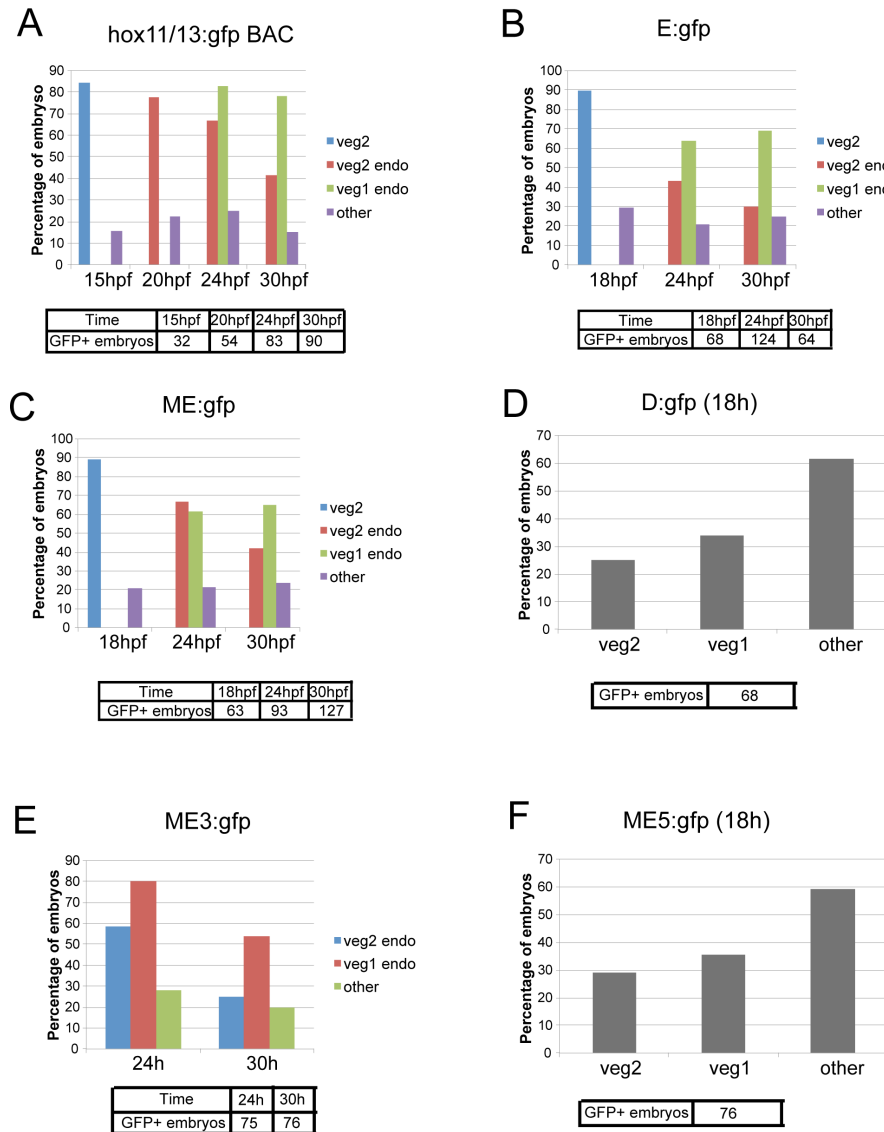 A
hox11/13:gfp BAC
Percentage of embryso
90
80
70
60
50
40
30
20
10
0
15hpf 20hpf 24hpf 30hpf
veg2
veg2 endo
veg1 endo
other
Time 15hpf 20hpf 24hpf 30hpf
GFP+ embryos 32 54 83 90
B
E:gfp
Pertentage of embryos
100
90
80
70
60
50
40
30
20
10
0
18hpf 24hpf 30hpf
veg2
veg2 end
veg1 end
other
Time 18hpf 24hpf 30hpf
GFP+ embryos 68 124 64
C
ME:gfp
Percentage of embryos
100
90
80
70
60
50
40
30
20
10
0
18hpf 24hpf 30hpf
veg2
veg2 endo
veg1 endo
other
Time 18hpf 24hpf 30hpf
GFP+ embryos 63 93 127
D
D:gfp (18h)
Percentage of embryos
70
60
50
40
30
20
10
0
veg2 veg1 other
GFP+ embryos 68
E
ME3:gfp
Percentage of embryos
90
80
70
60
50
40
30
20
10
0
24h 30h
veg2 endo
veg1 endo
other
Time 24h 30h
GFP+ embryos 75 76
F
ME5:gfp (18h)
Percentage of embryos
70
60
50
40
30
20
10
0
veg2 veg1 other
GFP+ embryos 76